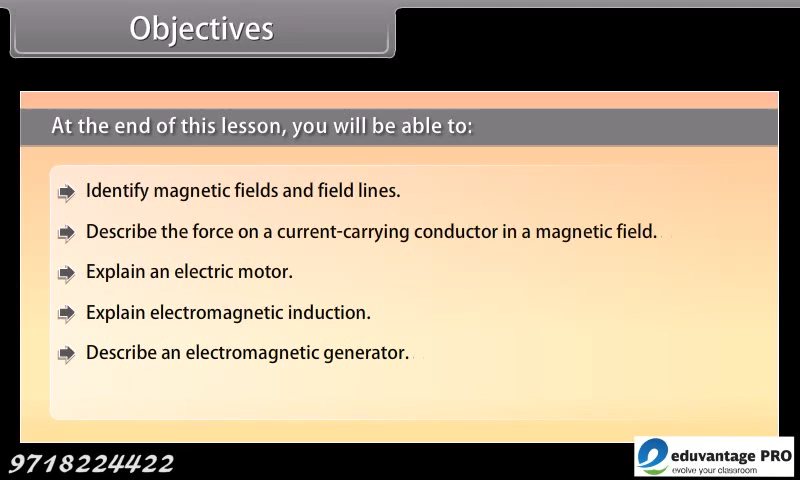 Objectives
At the end of this lesson, you will be able to:
Identify magnetic fields and field lines.
Describe the force on a current-carrying conductor in a magnetic field.
Explain an electric motor.
Explain electromagnetic induction.
Describe an electromagnetic generator.
9718224422
eduvantage PRO
evolve your classroom